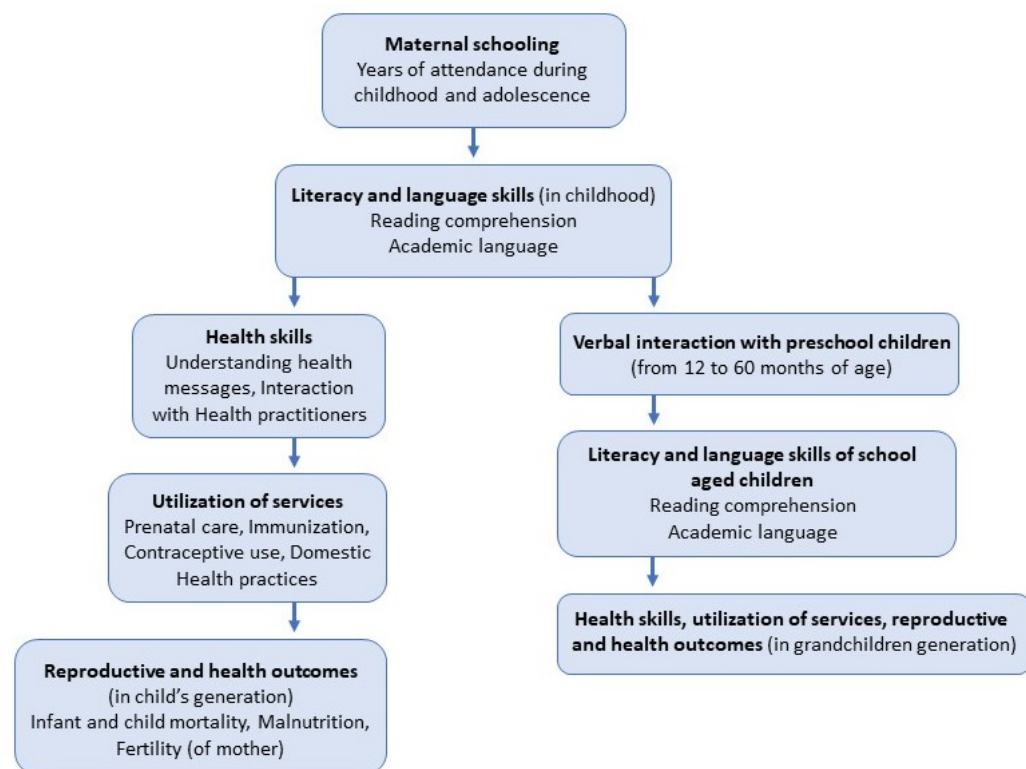 Maternal schooling
Years of attendance during
childhood and adolescence
Literacy and language skills (in childhood)
Reading comprehension
Academic language
Health skills
Understanding health
messages, Interaction
with Health practitioners
Utilization of services
Prenatal care, Immunization,
Contraceptive use, Domestic
Health practices
Reproductive and health outcomes
(in child’s generation)
Infant and child mortality, Malnutrition,
Fertility (of mother)
Verbal interaction with preschool children
(from 12 to 60 months of age)
Literacy and language skills of school
aged children
Reading comprehension
Academic language
Health skills, utilization of services, reproductive
and health outcomes (in grandchildren generation)